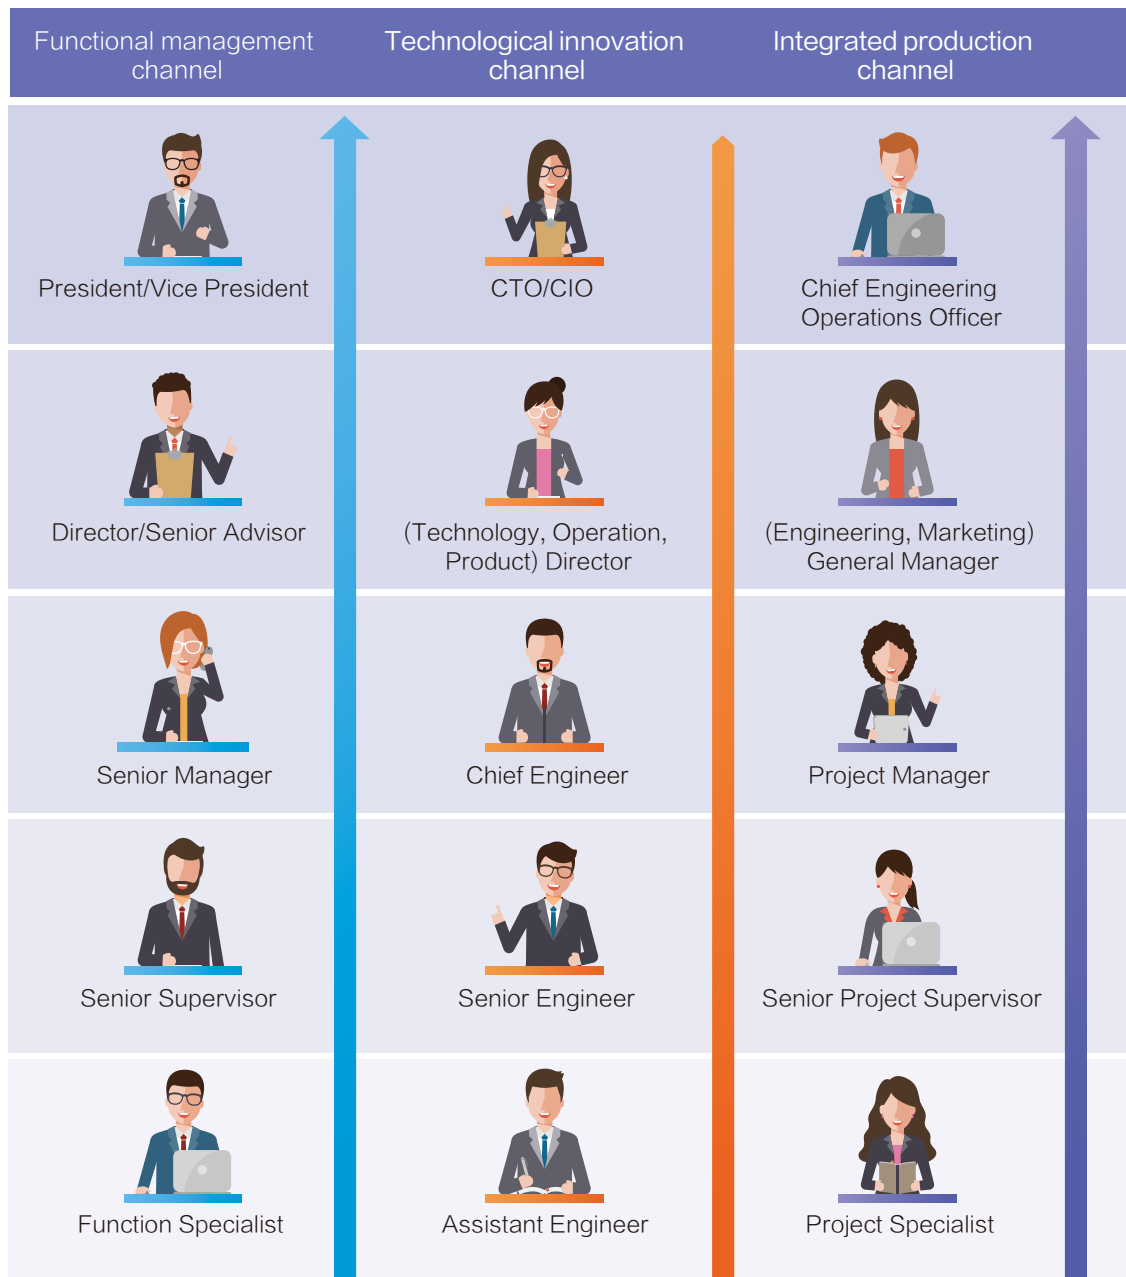 Functional management
channel
Technological innovation
channel
Integrated production
channel
President/Vice President
CTO/CIO
Chief Engineering
Operations Officer
Director/Senior Advisor
(Technology, Operation,
Product) Director
(Engineering, Marketing)
General Manager
Senior Manager
Chief Engineer
Project Manager
Senior Supervisor
Senior Engineer
Senior Project Supervisor
Function Specialist
Assistant Engineer
Project Specialist